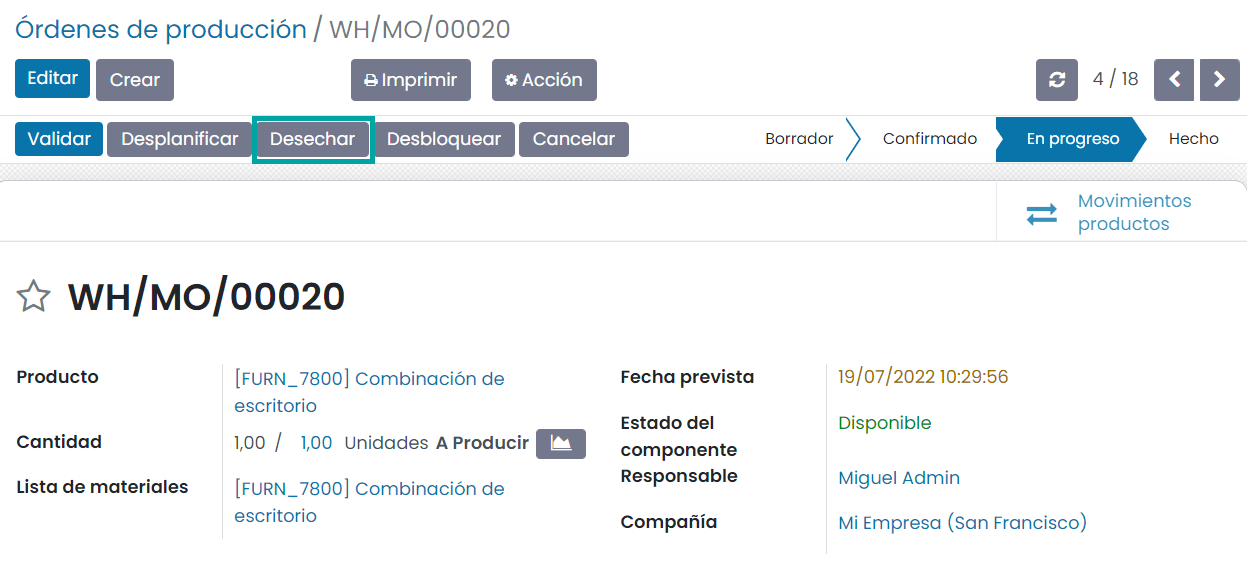 Órdenes de producción / WH/MO/00020
Editar Crear Imprimir Acción 4 / 18
Validar Desplanificar Desechar Desbloquear Cancelar Borrador Confirmado En progreso Hecho
Movimientos
productos
WH/MO/00020
Producto [FURN_7800] Combinación de
escritorio
Cantidad 1,00 / 1,00 Unidades A Producir
Lista de materiales [FURN_7800] Combinación de
escritorio
Fecha prevista 19/07/2022 10:29:56
Estado del Disponible
componente
Responsable Miguel Admin
Compañía Mi Empresa (San Francisco)